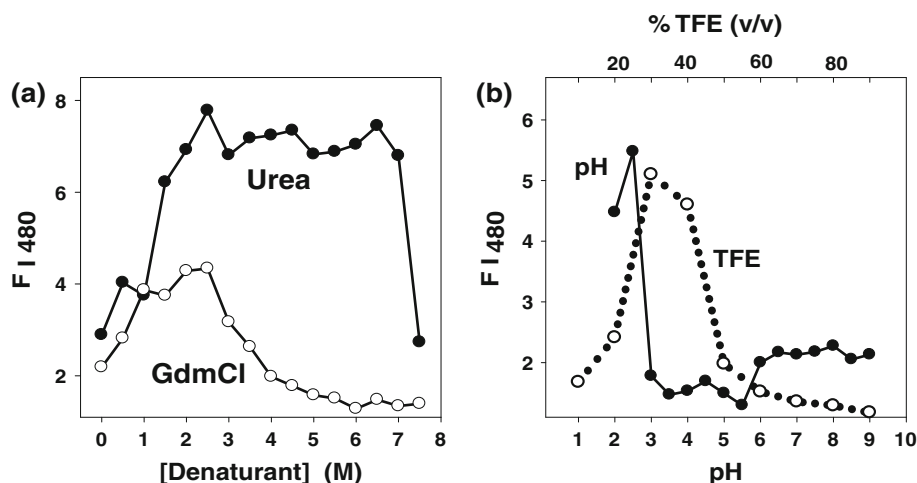 (a)
8
6
4
2
F I 480
Urea
GdmCl
0 1 2 3 4 5 6 7 8
[Denaturant] (M)
% TFE (v/v)
20 40 60 80
(b)
6
5
4
3
2
F I 480
pH
TFE
1 2 3 4 5 6 7 8 9 10
pH